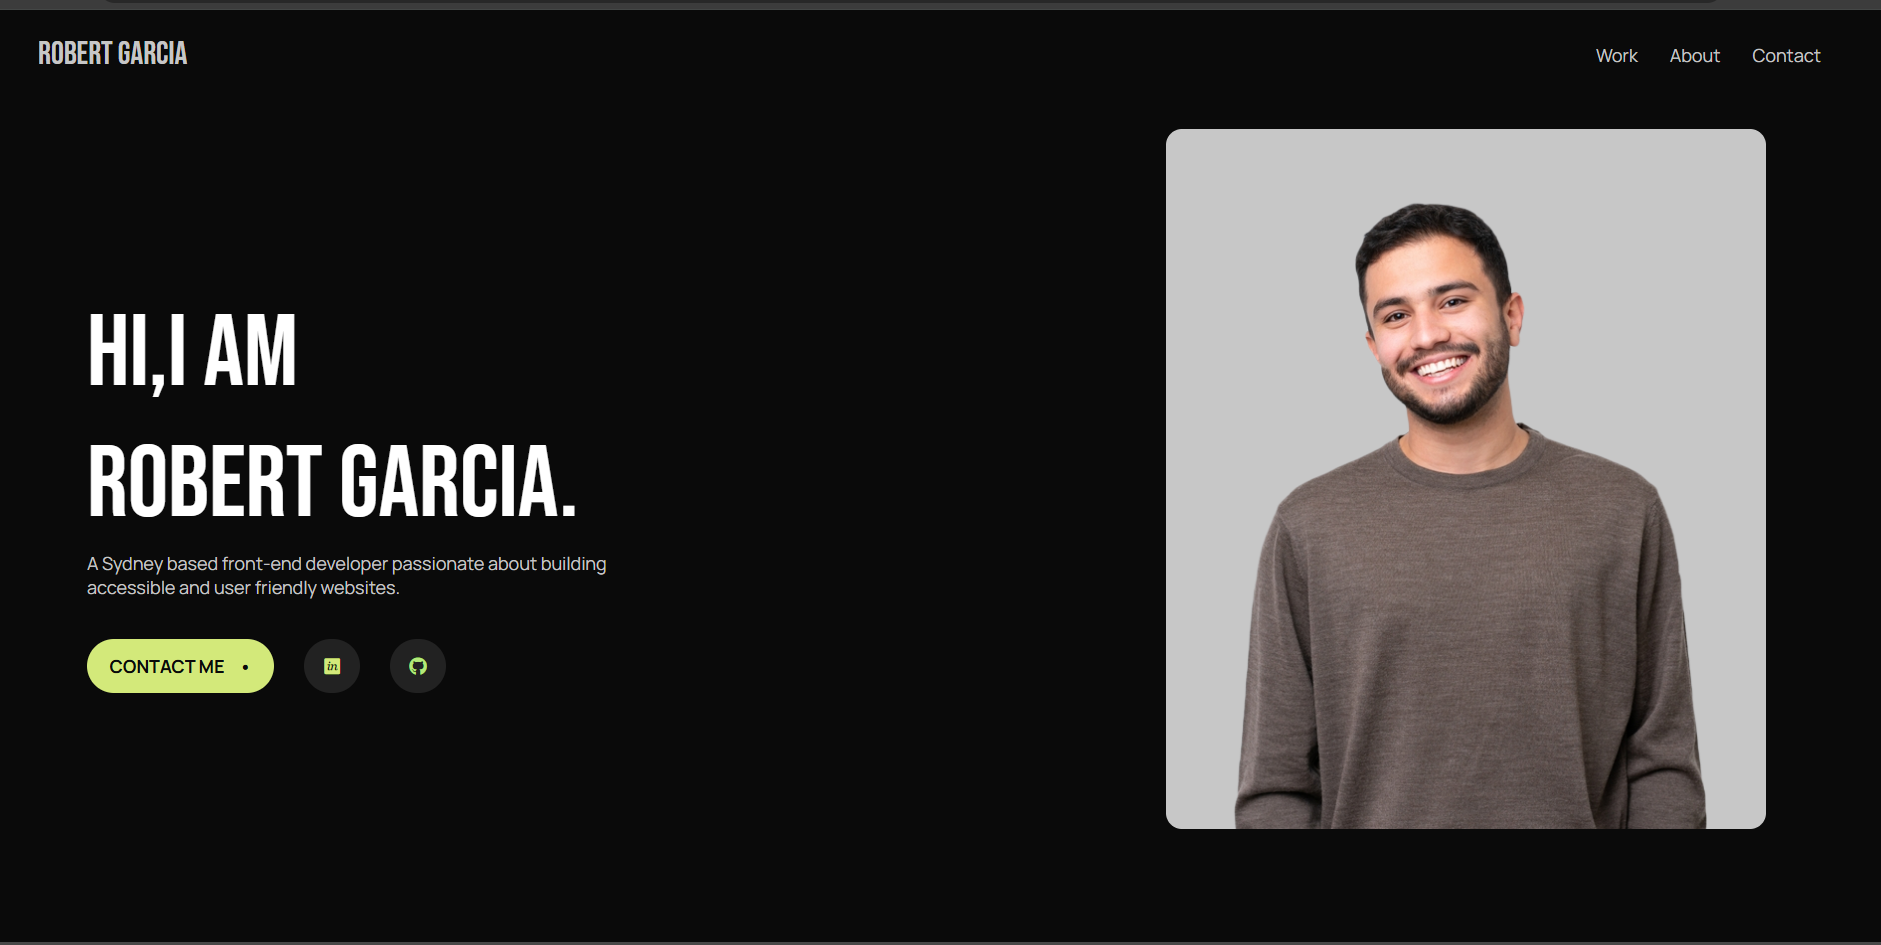 ROBERT GARCIA
Work About Contact
HI,I AM
ROBERT GARCIA.
A Sydney based front-end developer passionate about building
accessible and user friendly websites.
CONTACT ME •
in